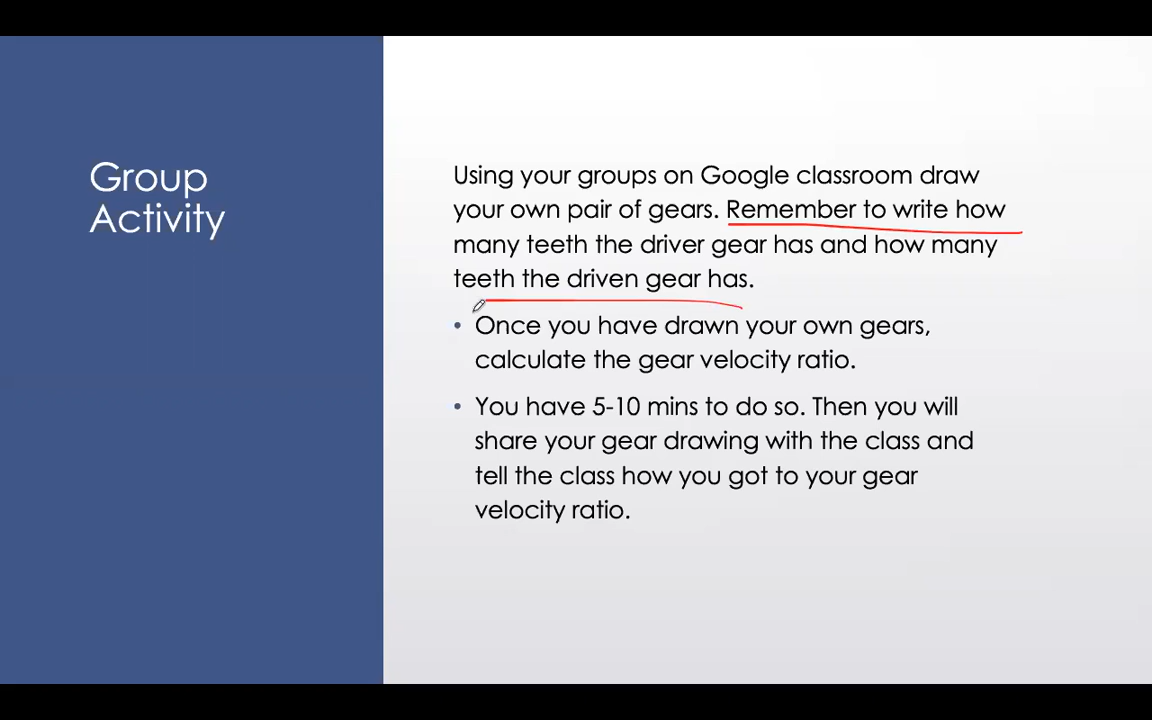 Group
Activity
Using your groups on Google classroom draw
your own pair of gears. Remember to write how
many teeth the driver gear has and how many
teeth the driven gear has.
• Once you have drawn your own gears,
calculate the gear velocity ratio.
• You have 5-10 mins to do so. Then you will
share your gear drawing with the class and
tell the class how you got to your gear
velocity ratio.